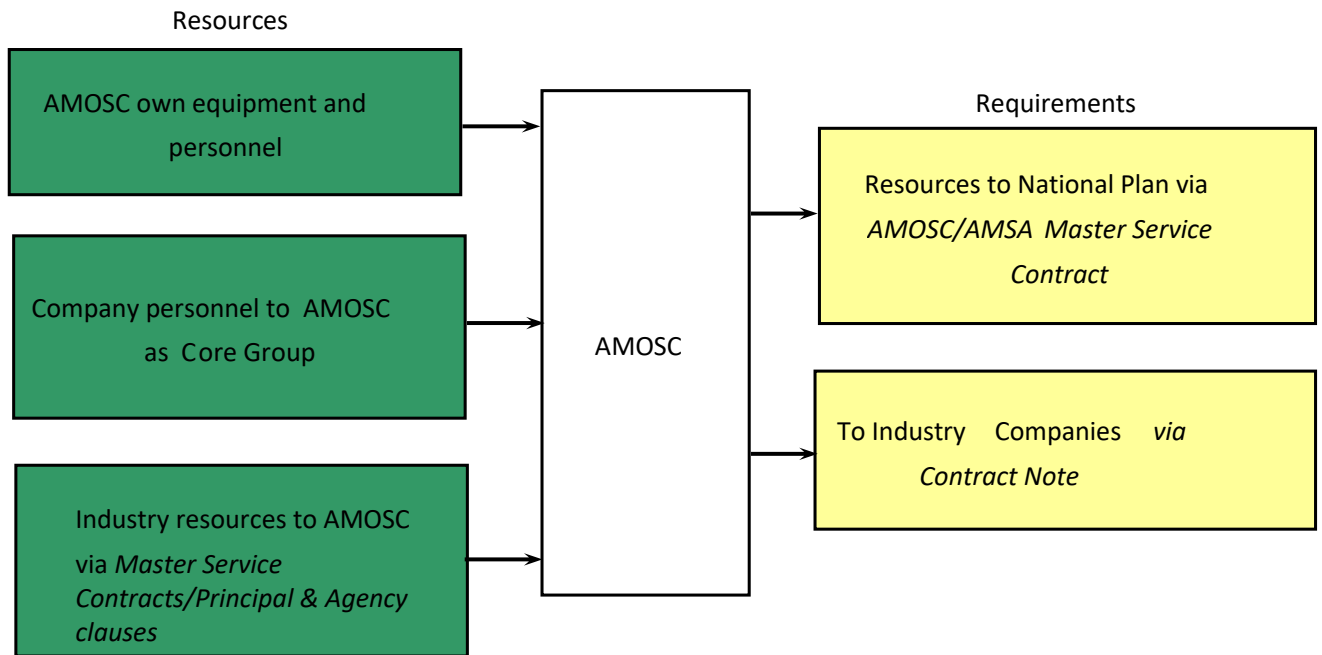 Resources
AMOSC own equipment and
personnel
Company personnel to AMOSC
as Core Group
Industry resources to AMOSC
via Master Service
Contracts/Principal & Agency
clauses
AMOSC
Requirements
Resources to National Plan via
AMOSC/AMSA Master Service
Contract
To Industry Companies via
Contract Note